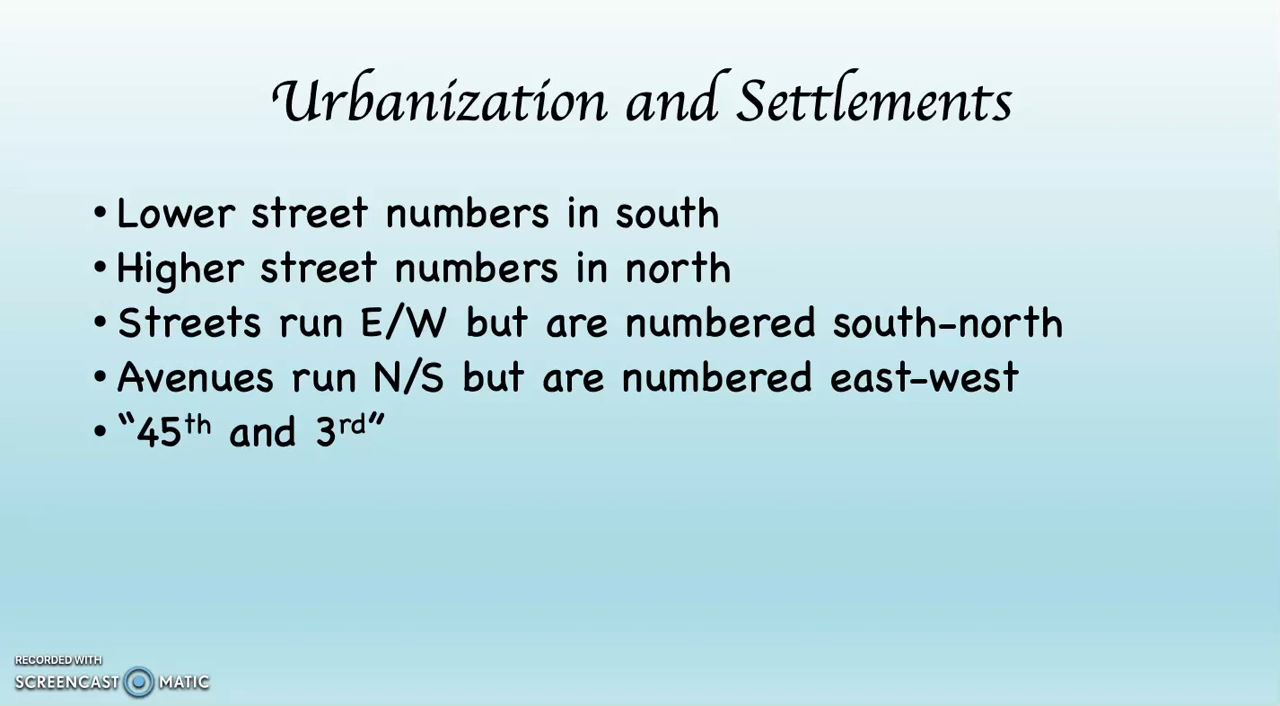 Urbanization and Settlements
• Lower street numbers in south
• Higher street numbers in north
• Streets run E/W but are numbered south-north
• Avenues run N/S but are numbered east-west
• “45th and 3rd”
RECORDED WITH
SCREENCAST MATIC